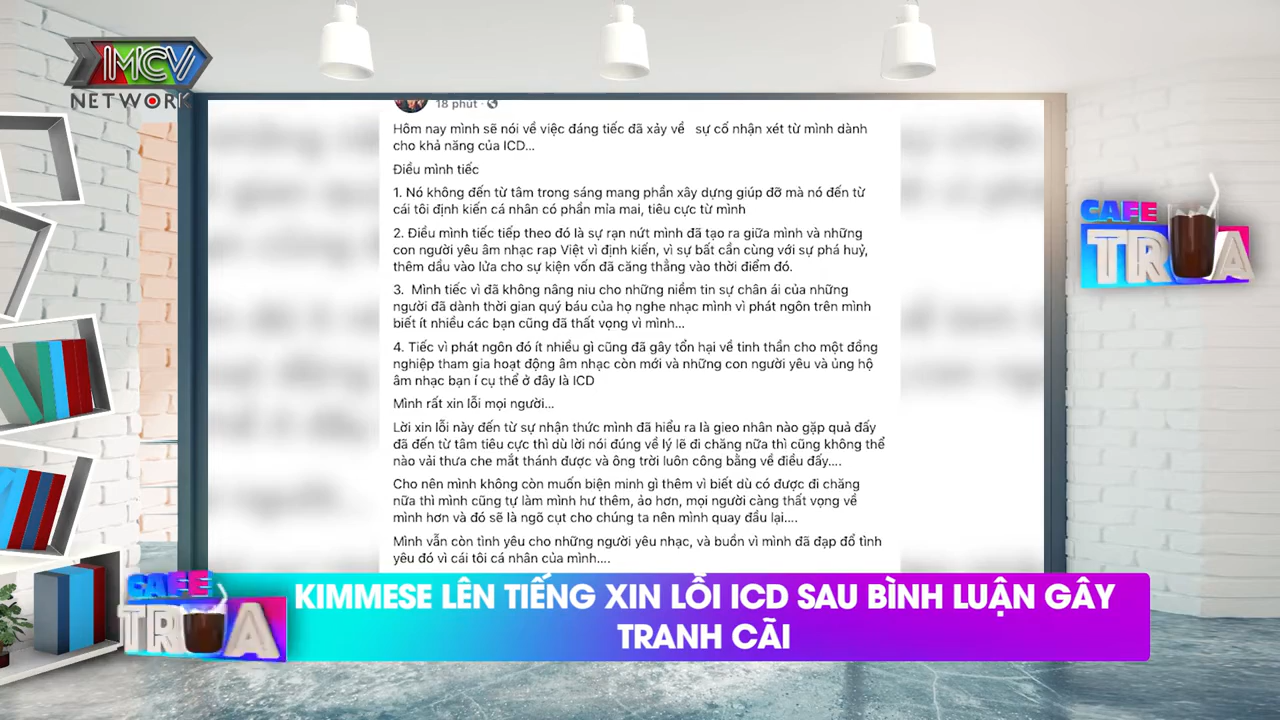 MCV
NETWORK
18 phút ·
Hôm nay mình sẽ nói về việc đáng tiếc đã xảy về sự cố nhận xét từ mình dành
cho khả năng của ICD...
Điều mình tiếc
1. Nó không đến từ tâm trong sáng mang phần xây dựng giúp đỡ mà nó đến từ
cái tôi định kiến cá nhân có phần mỉa mai, tiêu cực từ mình
2. Điều mình tiếc tiếp theo đó là sự rạn nứt mình đã tạo ra giữa mình và những
con người yêu âm nhạc rap Việt vì định kiến, vì sự bất cẩn cùng với sự phá huỷ,
thêm dầu vào lửa cho sự kiện vốn đã căng thẳng vào thời điểm đó.
3. Mình tiếc vì đã không nâng niu cho những niềm tin sự chân ái của những
người đã dành thời gian quý báu của họ nghe nhạc mình vì phát ngôn trên mình
biết ít nhiều các bạn cũng đã thất vọng vì mình...
4. Tiếc vì phát ngôn đó ít nhiều gì cũng đã gây tổn hại về tinh thần cho một đồng
nghiệp tham gia hoạt động âm nhạc còn mới và những con người yêu và ủng hộ
âm nhạc bạn í cụ thể ở đây là ICD
Mình rất xin lỗi mọi người...
Lời xin lỗi này đến từ sự nhận thức mình đã hiểu ra là gieo nhân nào gặp quả đấy
đã đến từ tâm tiêu cực thì dù lời nói đúng về lý lẽ đi chăng nữa thì cũng không thể
nào vải thưa che mắt thánh được và ông trời luôn công bằng về điều đấy....
Cho nên mình không còn muốn biện minh gì thêm vì biết dù có được đi chăng
nữa thì mình cũng tự làm mình hư thêm, ảo hơn, mọi người càng thất vọng về
mình hơn và đó sẽ là ngõ cụt cho chúng ta nên mình quay đầu lại....
Mình vẫn còn tình yêu cho những người yêu nhạc, và buồn vì mình đã đạp đổ tình
yêu đó vì cái tôi cá nhân của mình....
CAFE
TRƯA
CAFE
TRƯA
KIMMESE LÊN TIẾNG XIN LỖI ICD SAU BÌNH LUẬN GÂY
TRANH CÃI